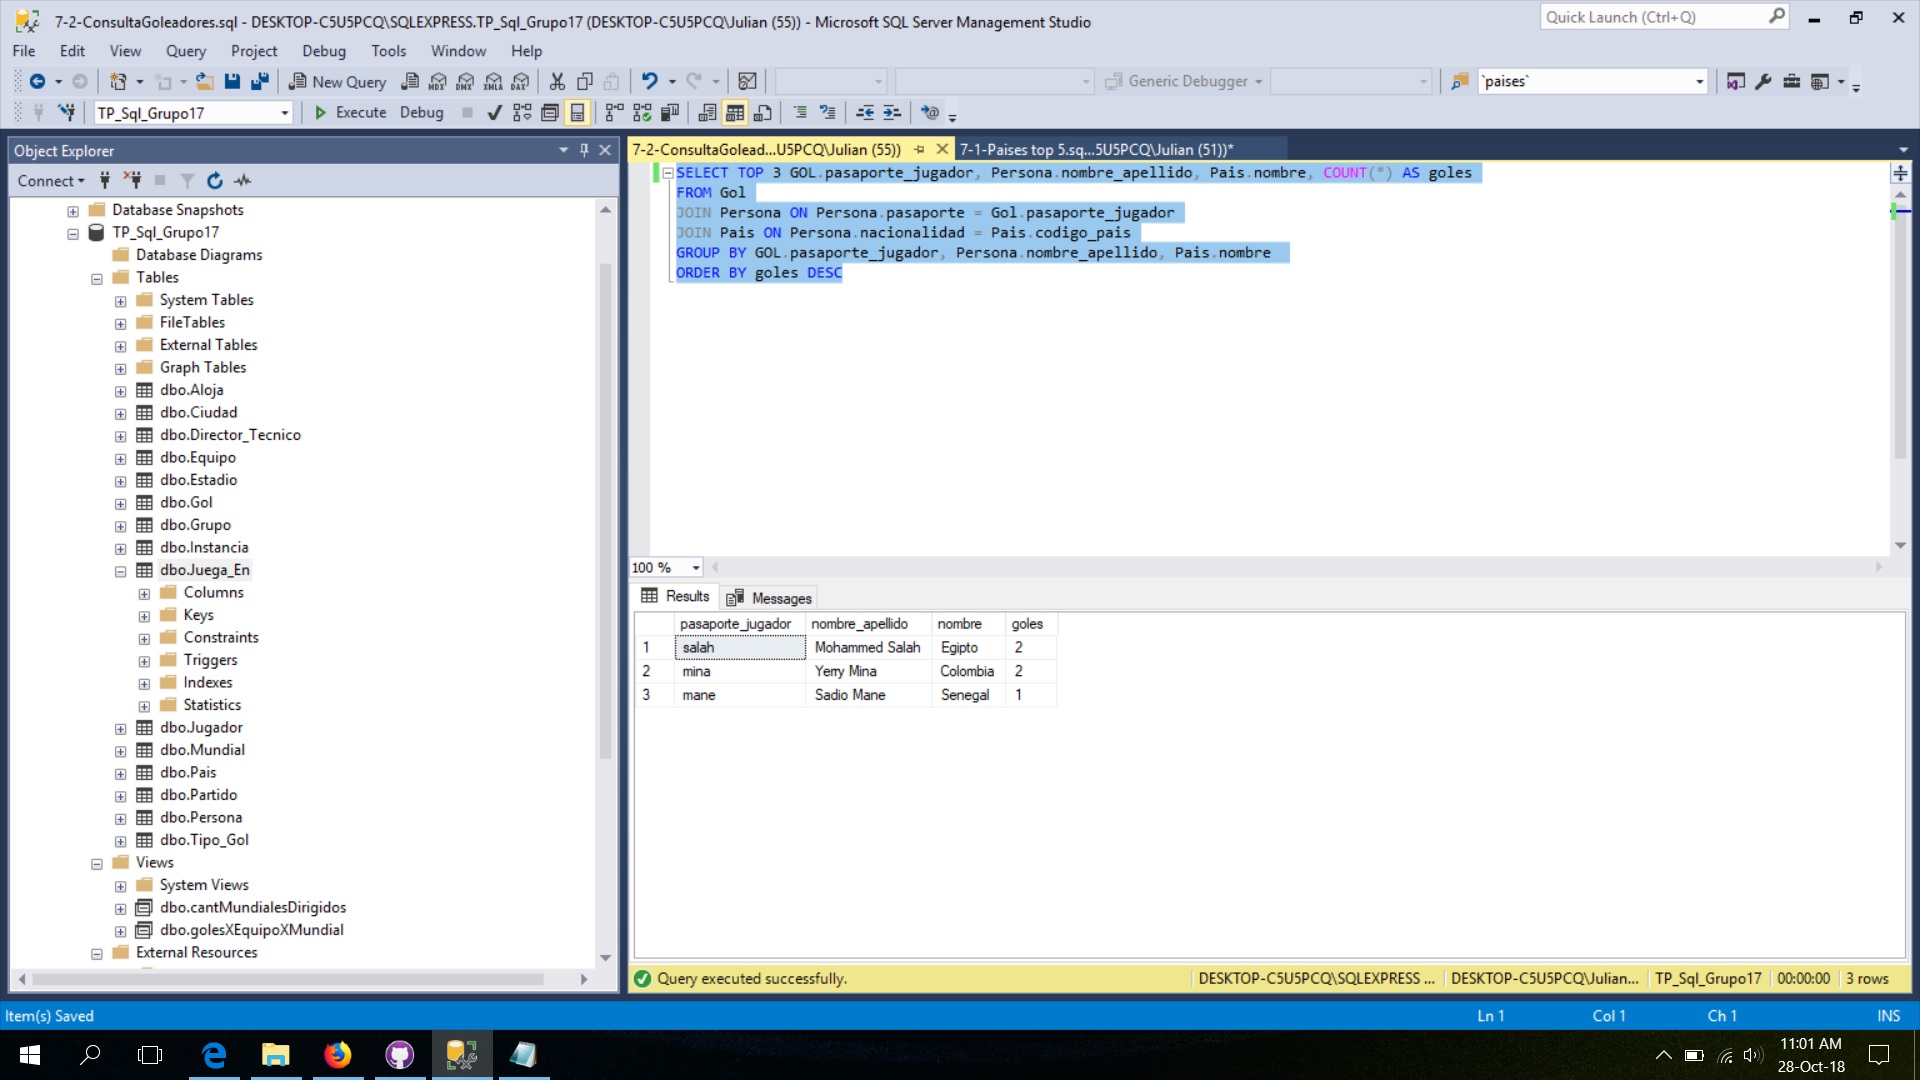 7-2-ConsultaGoleadores.sql - DESKTOP-C5U5PCQ\SQLEXPRESS.TP_Sql_Grupo17 (DESKTOP-C5U5PCQ\Julian (55)) - Microsoft SQL Server Management Studio
Quick Launch (Ctrl+Q)
File Edit View Query Project Debug Tools Window Help
New Query MDX DMX XMLA DAX Generic Debugger `paises`
TP_Sql_Grupo17 Execute Debug
Object Explorer
Connect
Database Snapshots
TP_Sql_Grupo17
Database Diagrams
Tables
System Tables
FileTables
External Tables
Graph Tables
dbo.Aloja
dbo.Ciudad
dbo.Director_Tecnico
dbo.Equipo
dbo.Estadio
dbo.Gol
dbo.Grupo
dbo.Instancia
dbo.Juega_En
Columns
Keys
Constraints
Triggers
Indexes
Statistics
dbo.Jugador
dbo.Mundial
dbo.Pais
dbo.Partido
dbo.Persona
dbo.Tipo_Gol
Views
System Views
dbo.cantMundialesDirigidos
dbo.golesXEquipoXMundial
External Resources
7-2-ConsultaGolead...U5PCQ\Julian (55)) 7-1-Paises top 5.sq...5U5PCQ\Julian (51))*
SELECT TOP 3 GOL.pasaporte_jugador, Persona.nombre_apellido, Pais.nombre, COUNT(*) AS goles
FROM Gol
JOIN Persona ON Persona.pasaporte = Gol.pasaporte_jugador
JOIN Pais ON Persona.nacionalidad = Pais.codigo_pais
GROUP BY GOL.pasaporte_jugador, Persona.nombre_apellido, Pais.nombre
ORDER BY goles DESC
100 %
Results Messages
pasaporte_jugador nombre_apellido nombre goles
1 salah Mohammed Salah Egipto 2
2 mina Yerry Mina Colombia 2
3 mane Sadio Mane Senegal 1
Query executed successfully. DESKTOP-C5U5PCQ\SQLEXPRESS ... DESKTOP-C5U5PCQ\Julian... TP_Sql_Grupo17 00:00:00 3 rows
Item(s) Saved Ln 1 Col 1 Ch 1 INS
11:01 AM
28-Oct-18